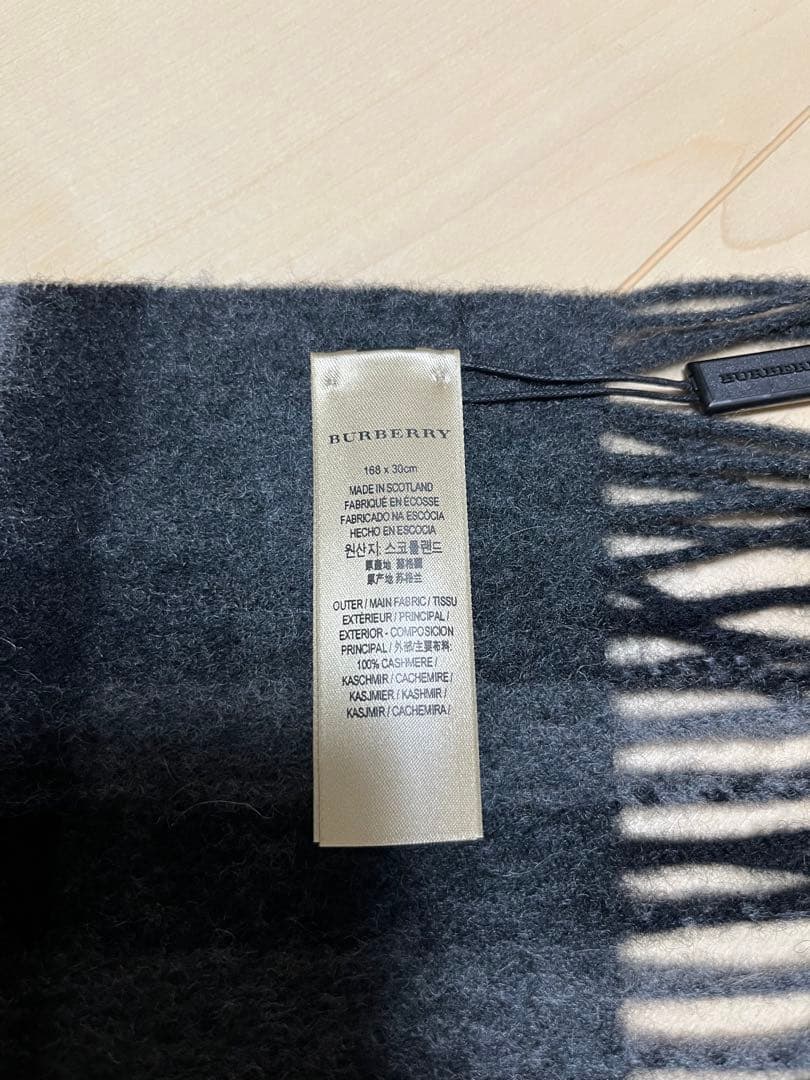 BURBERRY
168 x 30cm
MADE IN SCOTLAND
FABRIQUÉ EN ÉCOSSE
FABRICADO NA ESCÓCIA
HECHO EN ESCOCIA
원산지: 스코틀랜드
原產地 蘇格蘭
原产地 苏格兰
OUTER / MAIN FABRIC / TISSU
EXTÉRIEUR / PRINCIPAL /
EXTERIOR - COMPOSICION
PRINCIPAL / 外部/主要布料:
100% CASHMERE /
KASCHMIR / CACHEMIRE /
KASJMIER / KASHMIR /
KASJMIR / CACHEMIRA /
BURBERRY